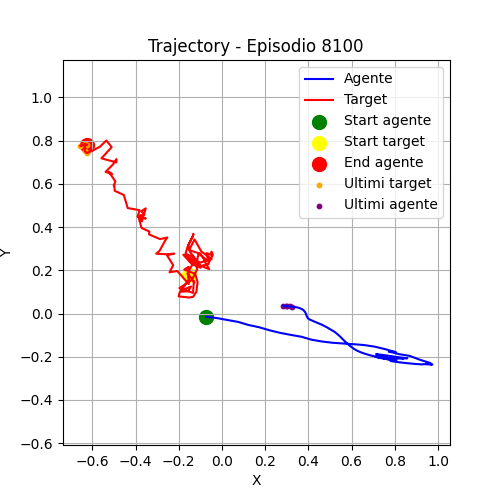 Trajectory - Episodio 8100
Agente
Target
Start agente
Start target
End agente
Ultimi target
Ultimi agente
Y
1.0
0.8
0.6
0.4
0.2
0.0
−0.2
−0.4
−0.6
−0.6 −0.4 −0.2 0.0 0.2 0.4 0.6 0.8 1.0
X